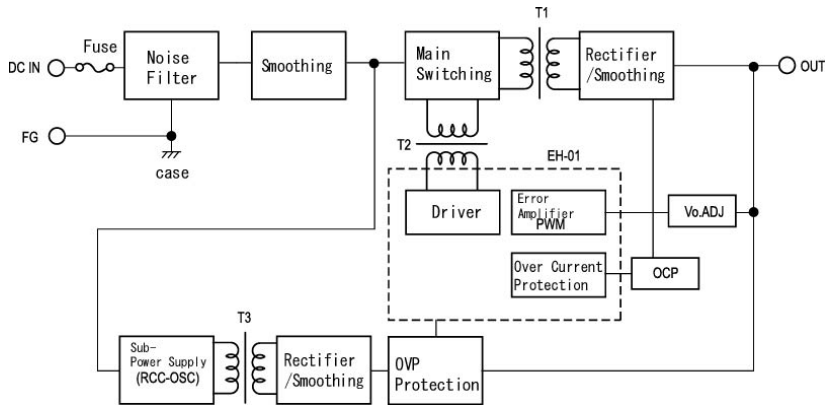 T1
Fuse
DC IN
Noise
Filter
Smoothing
Main
Switching
Rectifier
/Smoothing
OUT
FG
case
T2
EH-01
Driver
Error
Amplifier
PWM
Vo.ADJ
Over Current
Protection
OCP
T3
Sub-
Power Supply
(RCC-OSC)
Rectifier
/Smoothing
OVP
Protection